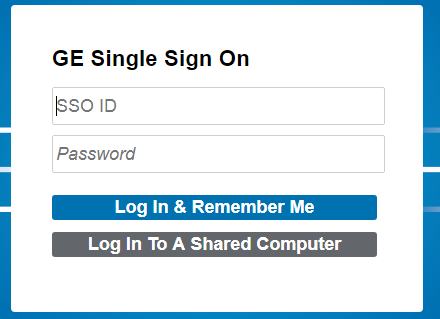 GE Single Sign On
SSO ID
Password
Log In & Remember Me
Log In To A Shared Computer